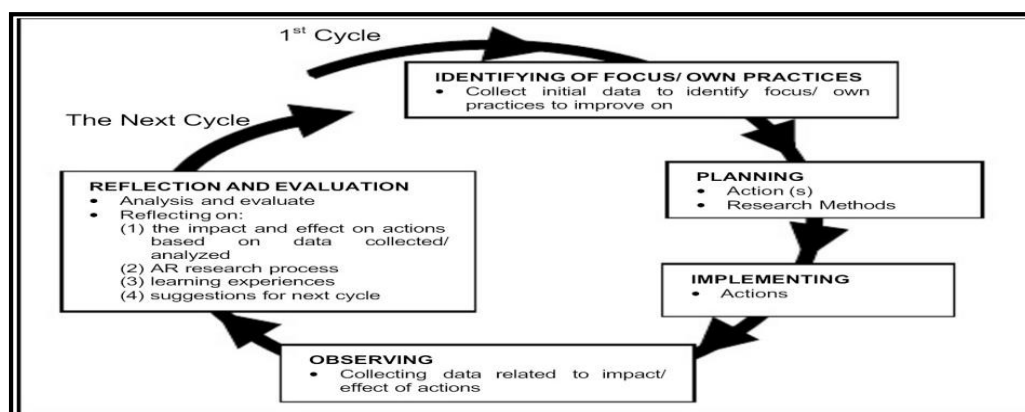 1st Cycle
IDENTIFYING OF FOCUS/ OWN PRACTICES
• Collect initial data to identify focus/ own
practices to improve on
PLANNING
• Action (s)
• Research Methods
IMPLEMENTING
• Actions
OBSERVING
• Collecting data related to impact/
effect of actions
REFLECTION AND EVALUATION
• Analysis and evaluate
• Reflecting on:
(1) the impact and effect on actions
based on data collected/
analyzed
(2) AR research process
(3) learning experiences
(4) suggestions for next cycle
The Next Cycle